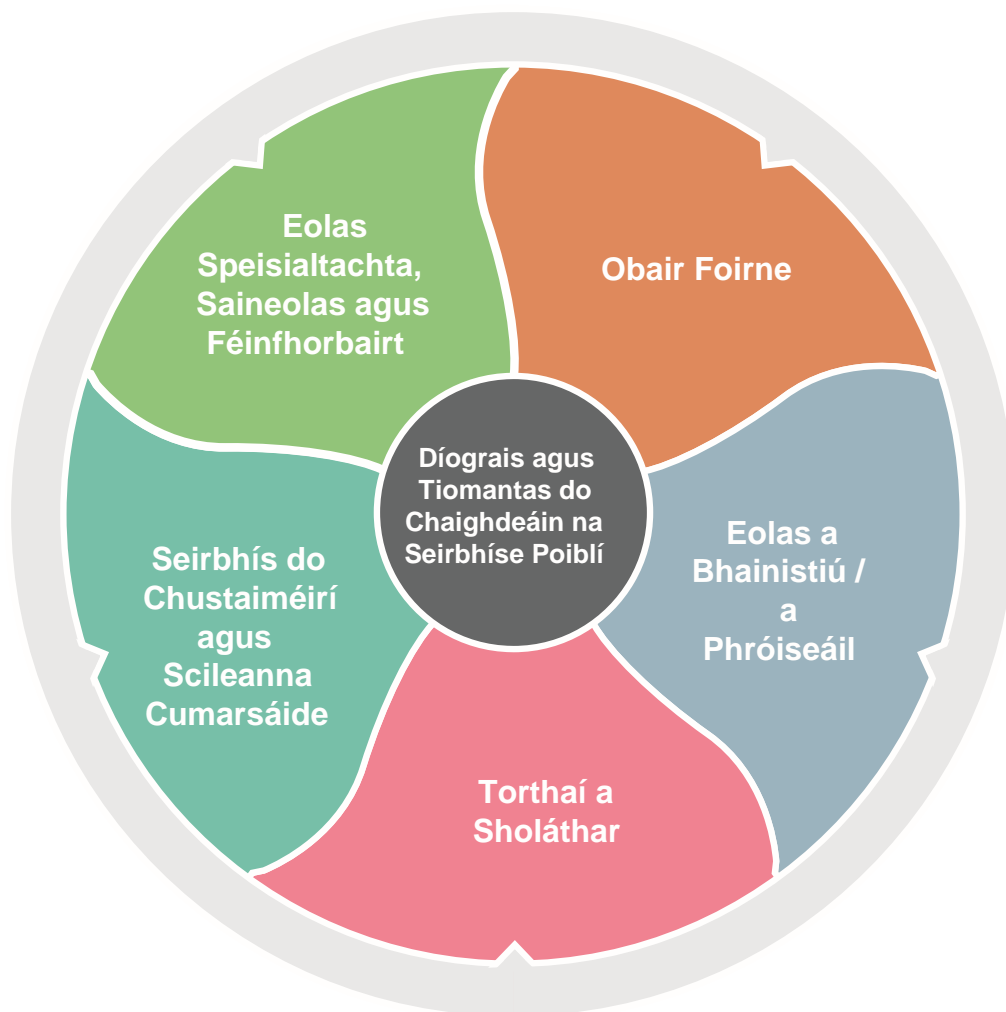 Eolas
Speisialtachta,
Saineolas agus
Féinfhorbairt
Obair Foirne
Díograis agus
Tiomantas do
Chaighdeáin na
Seirbhíse Poiblí
Eolas a
Bhainistiú /
a
Phróiseáil
Seirbhís do
Chustaiméirí
agus
Scileanna
Cumarsáide
Torthaí a
Sholáthar